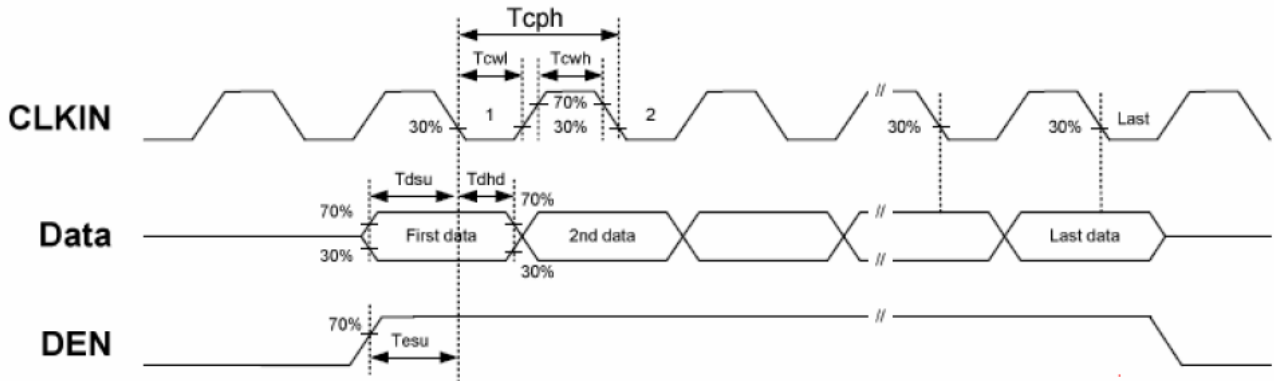 Tcph
Tcwl Tcwh
CLKIN 30% 1 70% 30% 2 // 30% 30% Last
Tdsu Tdhd
70% 70%
Data First data 2nd data // Last data
30% 30%
70% //
DEN Tesu